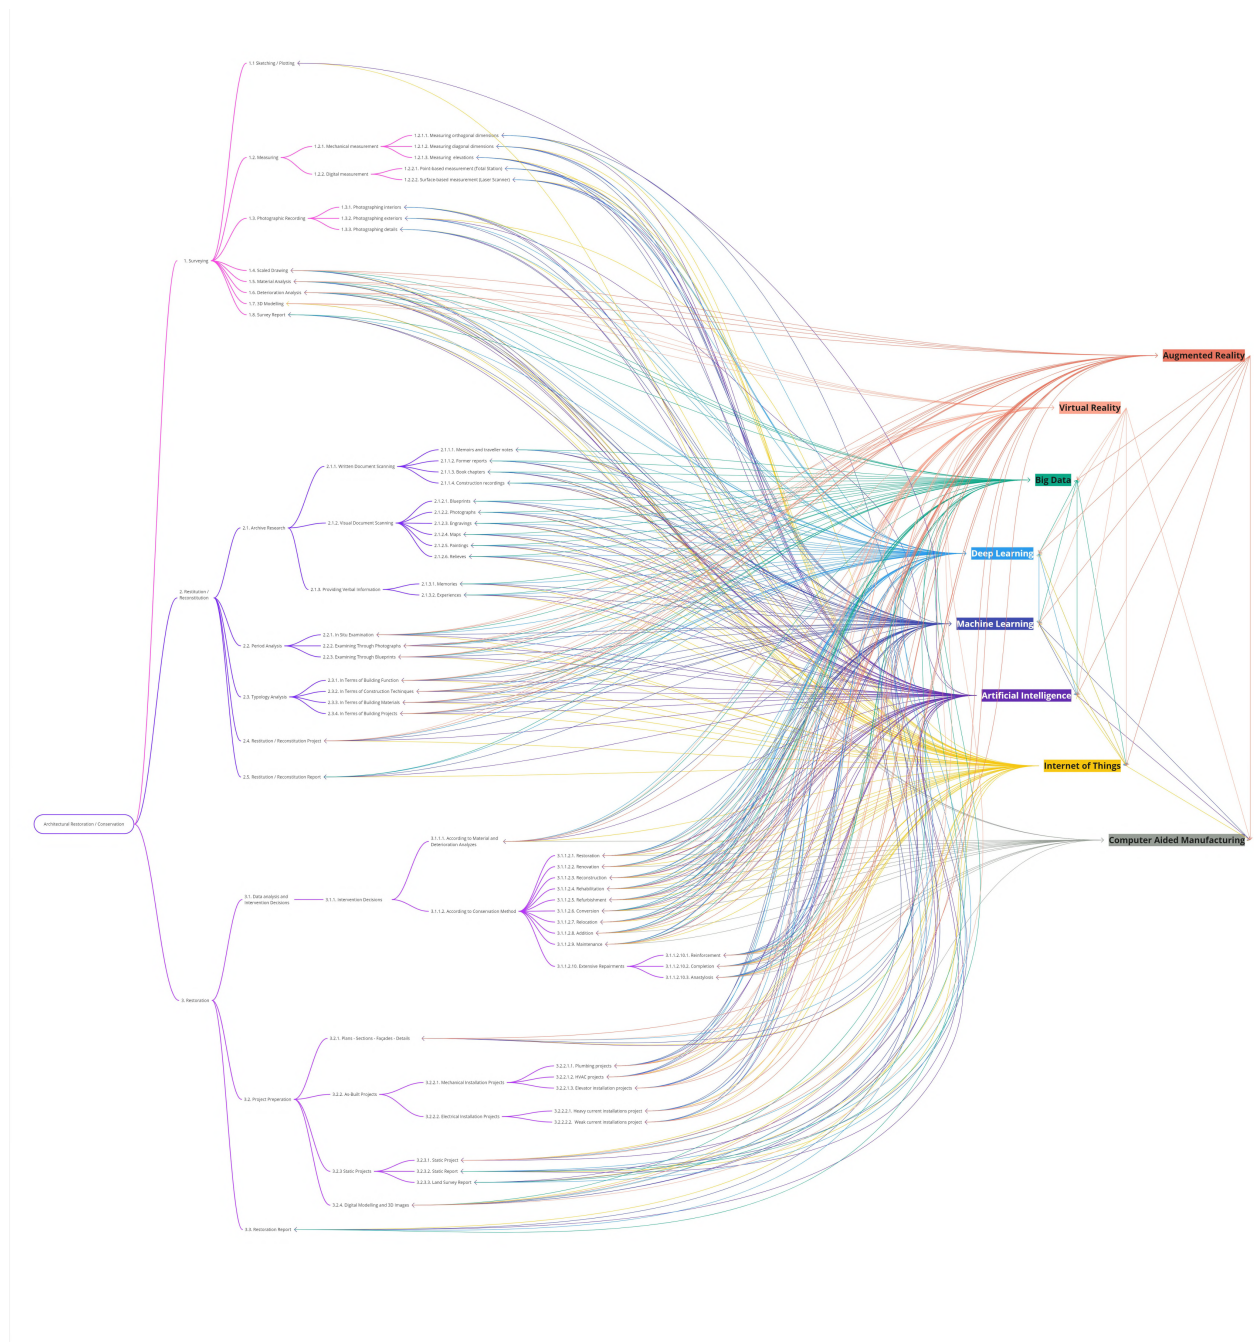 Architectural Restoration / Conservation
1. Surveying
1.1 Sketching / Plotting
1.2. Measuring
1.2.1. Mechanical measurement
1.2.1.1. Measuring orthogonal dimensions
1.2.1.2. Measuring diagonal dimensions
1.2.1.3. Measuring elevations
1.2.2. Digital measurement
1.2.2.1. Point-Based measurement (Total Station)
1.2.2.2. Surface-based measurement (Laser Scanner)
1.3. Photographic Recording
1.3.1. Photographing interiors
1.3.2. Photographing exteriors
1.3.3. Photographing details
1.4. Scaled Drawing
1.5. Material Analysis
1.6. Deterioration Analysis
1.7. 3D Modelling
1.8. Survey Report
2. Restitution /
Reconstitution
2.1. Archive Research
2.1.1. Written Document Scanning
2.1.1.1. Memoirs and traveller notes
2.1.1.2. Former reports
2.1.1.3. Book chapters
2.1.1.4. Construction recordings
2.1.2. Visual Document Scanning
2.1.2.1. Blueprints
2.1.2.2. Photographs
2.1.2.3. Engravings
2.1.2.4. Maps
2.1.2.5. Paintings
2.1.2.6. Relieves
2.1.3. Providing Verbal Information
2.1.3.1. Memories
2.1.3.2. Experiences
2.2. Period Analysis
2.2.1. In Situ Examination
2.2.2. Examining Through Photographs
2.2.3. Examining Through Blueprints
2.3. Typology Analysis
2.3.1. In Terms of Building Function
2.3.2. In Terms of Construction Techniques
2.3.3. In Terms of Building Materials
2.3.4. In Terms of Building Projects
2.4. Restitution / Reconstitution Project
2.5. Restitution / Reconstitution Report
3. Restoration
3.1. Data analysis and
Intervention Decisions
3.1.1. Intervention Decisions
3.1.1.1. According to Material and
Deterioration Analyzes
3.1.1.2. According to Conservation Method
3.1.1.2.1. Restoration
3.1.1.2.2. Renovation
3.1.1.2.3. Reconstruction
3.1.1.2.4. Rehabilitation
3.1.1.2.5. Refurbishment
3.1.1.2.6. Conversion
3.1.1.2.7. Relocation
3.1.1.2.8. Addition
3.1.1.2.9. Maintenance
3.1.1.2.10. Extensive Repairments
3.1.1.2.10.1. Reinforcement
3.1.1.2.10.2. Completion
3.1.1.2.10.3. Anastylosis
3.2. Project Preparation
3.2.1. Plans - Sections - Façades - Details
3.2.2. As-Built Projects
3.2.2.1. Mechanical Installation Projects
3.2.2.1.1. Plumbing projects
3.2.2.1.2. HVAC projects
3.2.2.1.3. Elevator installation projects
3.2.2.2. Electrical Installation Projects
3.2.2.2.1. Heavy current installations project
3.2.2.2.2. Weak current installations project
3.2.3 Static Projects
3.2.3.1. Static Project
3.2.3.2. Static Report
3.2.3.3. Land Survey Report
3.2.4. Digital Modelling and 3D Images
3.3. Restoration Report
Augmented Reality
Virtual Reality
Big Data
Deep Learning
Machine Learning
Artificial Intelligence
Internet of Things
Computer Aided Manufacturing